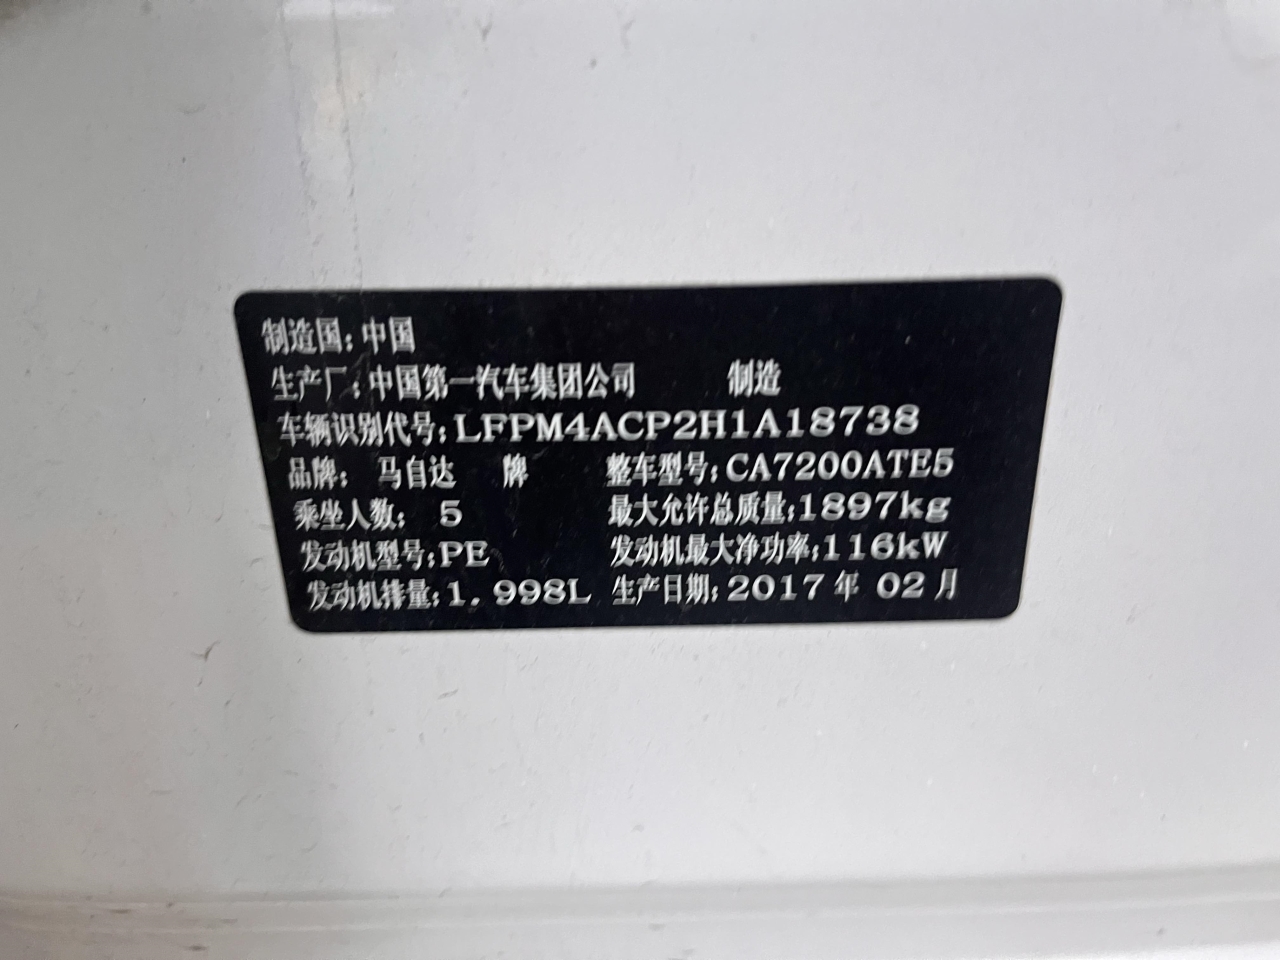 制造国：中国
生产厂：中国第一汽车集团公司 制造
车辆识别代号：LFPM4ACP2H1A18738
品牌： 马自达 牌 整车型号：CA7200ATE5
乘坐人数： 5 最大允许总质量：1897kg
发动机型号：PE 发动机最大净功率：116kW
发动机排量：1.998L 生产日期：2017年 02月